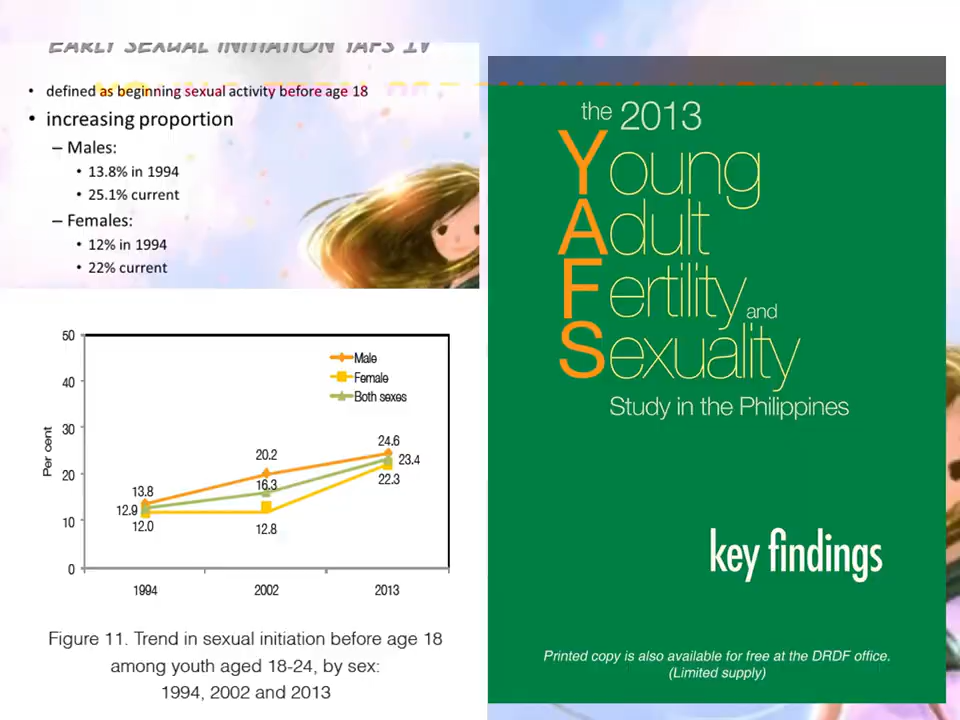 EARLY SEXUAL INITIATION YAFS IV
• defined as beginning sexual activity before age 18
• increasing proportion
– Males:
• 13.8% in 1994
• 25.1% current
– Females:
• 12% in 1994
• 22% current
50
40
30
20
10
0
Per cent
Male
Female
Both sexes
13.8
12.9
12.0
20.2
16.3
12.8
24.6
23.4
22.3
1994 2002 2013
Figure 11. Trend in sexual initiation before age 18
among youth aged 18-24, by sex:
1994, 2002 and 2013
the 2013
Young
Adult
Fertility and
Sexuality
Study in the Philippines
key findings
Printed copy is also available for free at the DRDF office.
(Limited supply)